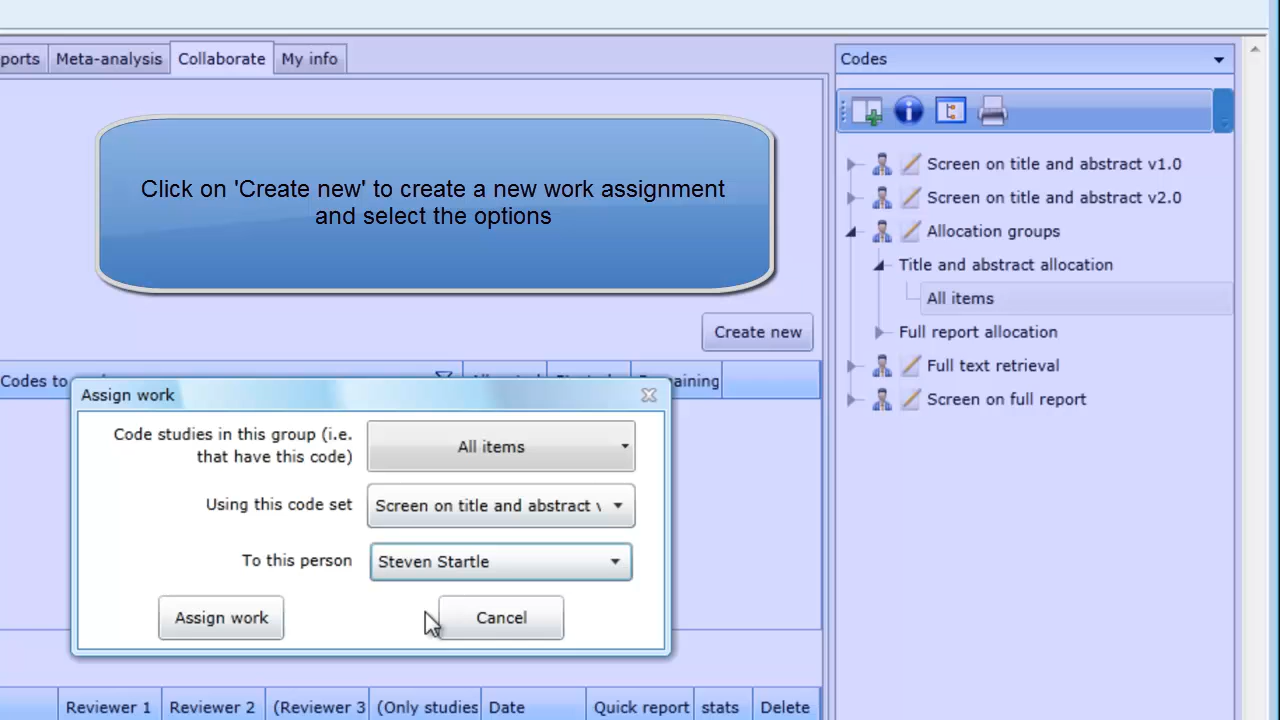 ports
Meta-analysis
Collaborate
My info
Codes
Click on 'Create new' to create a new work assignment
and select the options
Screen on title and abstract v1.0
Screen on title and abstract v2.0
Allocation groups
Title and abstract allocation
All items
Full report allocation
Full text retrieval
Screen on full report
Create new
Codes to
aining
Assign work
Code studies in this group (i.e.
that have this code)
All items
Using this code set
Screen on title and abstract v
To this person
Steven Startle
Assign work
Cancel
Reviewer 1
Reviewer 2
(Reviewer 3
(Only studies
Date
Quick report
stats
Delete